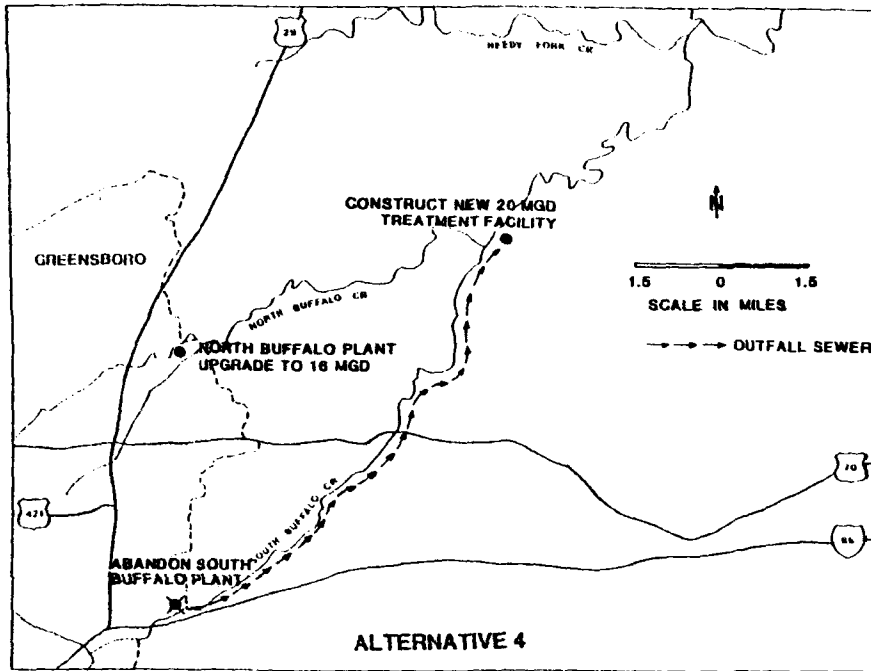 29
REEDY FORK CR
CONSTRUCT NEW 20 MGD
TREATMENT FACILITY
N
GREENSBORO
1.5 0 1.5
SCALE IN MILES
NORTH BUFFALO CR
OUTFALL SEWER
NORTH BUFFALO PLANT
UPGRADE TO 16 MGD
70
421
SOUTH BUFFALO CR
85
ABANDON SOUTH
BUFFALO PLANT
ALTERNATIVE 4